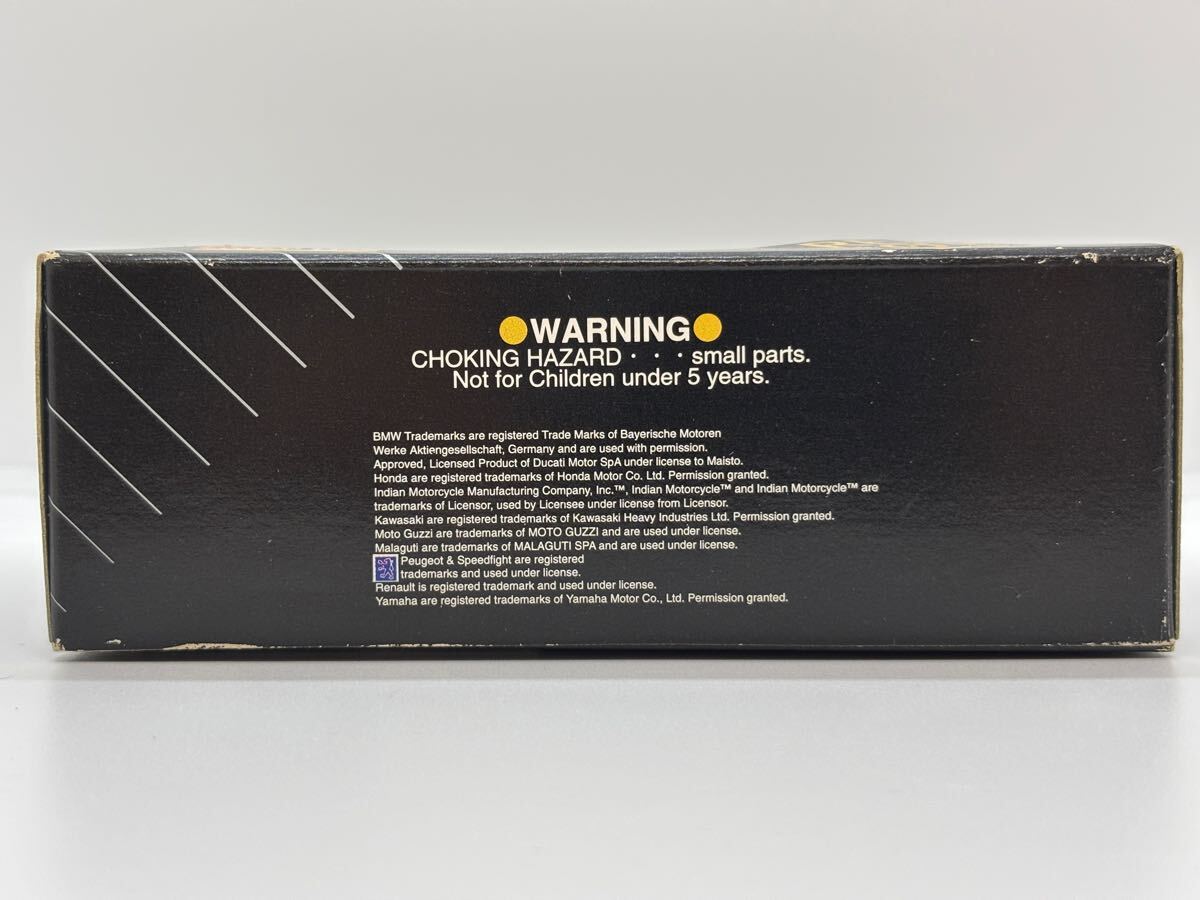 WARNING
CHOKING HAZARD・・・small parts.
Not for Children under 5 years.
BMW Trademarks are registered Trade Marks of Bayerische Motoren
Werke Aktiengesellschaft, Germany and are used with permission.
Approved, Licensed Product of Ducati Motor SpA under license to Maisto.
Honda are registered trademarks of Honda Motor Co. Ltd. Permission granted.
Indian Motorcycle Manufacturing Company, Inc.™, Indian Motorcycle™ and Indian Motorcycle™ are
trademarks of Licensor, used by Licensee under license from Licensor.
Kawasaki are registered trademarks of Kawasaki Heavy Industries Ltd. Permission granted.
Moto Guzzi are trademarks of MOTO GUZZI and are used under license.
Malaguti are trademarks of MALAGUTI SPA and are used under license.
Peugeot & Speedfight are registered
trademarks and used under license.
Renault is registered trademark and used under license.
Yamaha are registered trademarks of Yamaha Motor Co., Ltd. Permission granted.